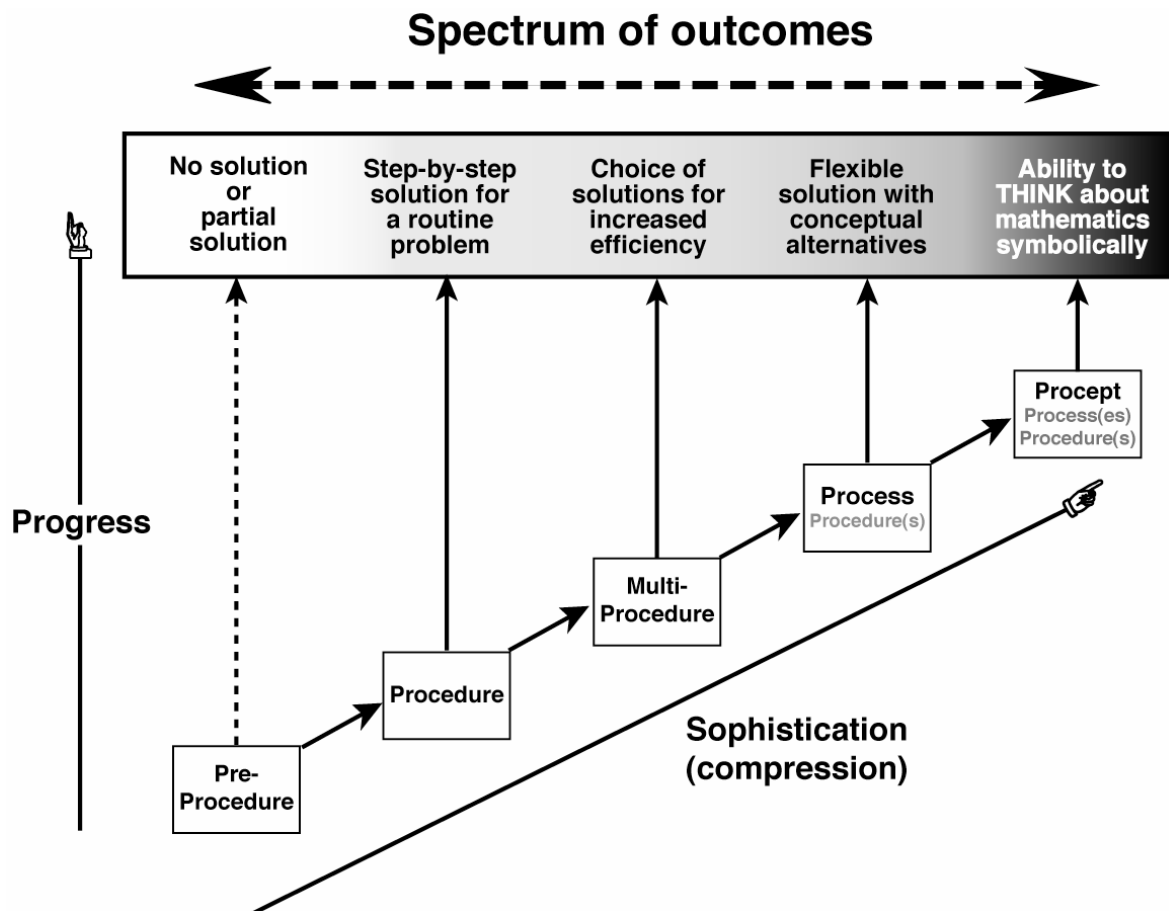 Spectrum of outcomes
No solution
or
partial
solution
Step-by-step
solution for
a routine
problem
Choice of
solutions for
increased
efficiency
Flexible
solution with
conceptual
alternatives
Ability to
THINK about
mathematics
symbolically
Progress
Procept
Process(es)
Procedure(s)
Process
Procedure(s)
Multi-
Procedure
Procedure
Pre-
Procedure
Sophistication
(compression)